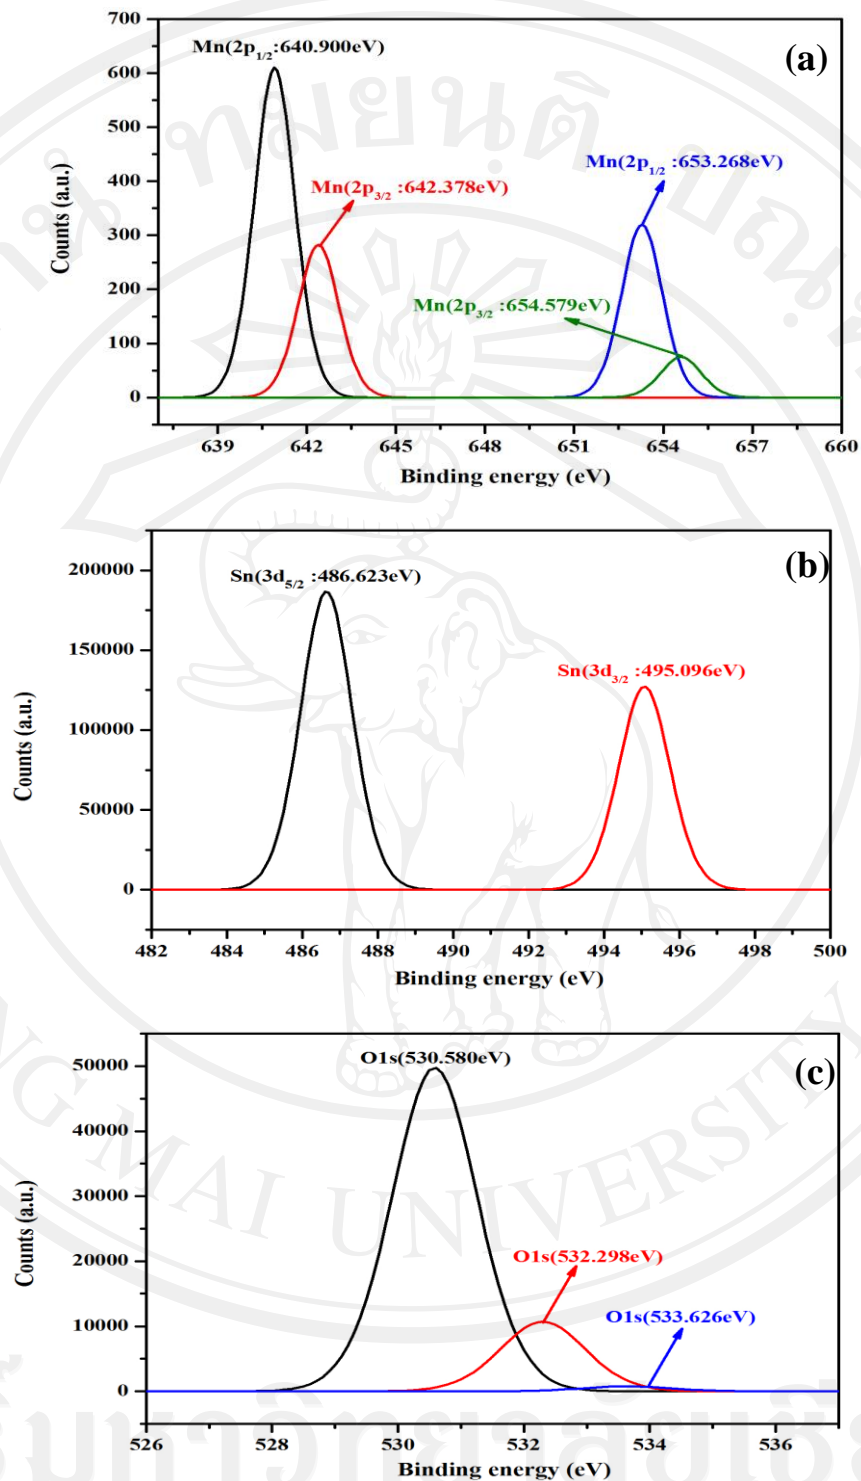 (a)
Mn(2p1/2:640.900eV)
Mn(2p3/2 :642.378eV)
Mn(2p1/2 :653.268eV)
Mn(2p3/2 :654.579eV)
Counts (a.u.)
700
600
500
400
300
200
100
0
639 642 645 648 651 654 657 660
Binding energy (eV)
(b)
Sn(3d5/2 :486.623eV)
Sn(3d3/2 :495.096eV)
Counts (a.u.)
200000
150000
100000
50000
0
482 484 486 488 490 492 494 496 498 500
Binding energy (eV)
(c)
O1s(530.580eV)
O1s(532.298eV)
O1s(533.626eV)
Counts (a.u.)
50000
40000
30000
20000
10000
0
526 528 530 532 534 536
Binding energy (eV)
NG MAI UNIVERSITY